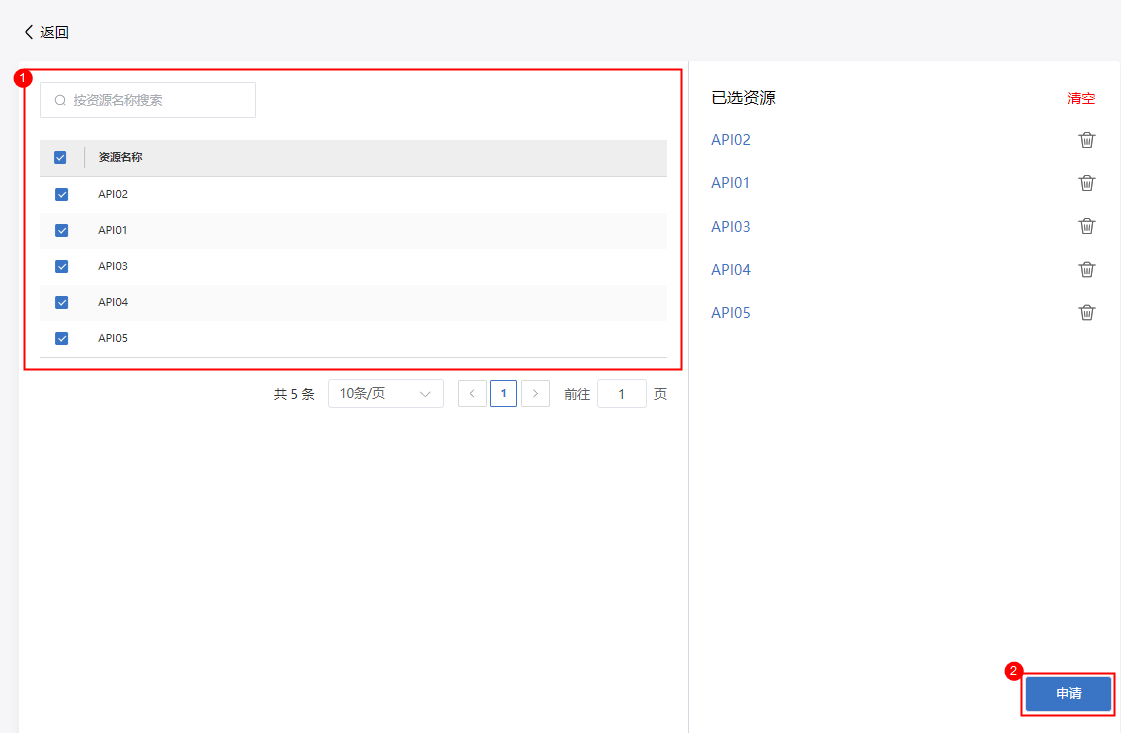 返回
1
按资源名称搜索
资源名称
API02
API01
API03
API04
API05
共 5 条 10条/页 1 前往 1 页
已选资源 清空
API02
API01
API03
API04
API05
2
申请